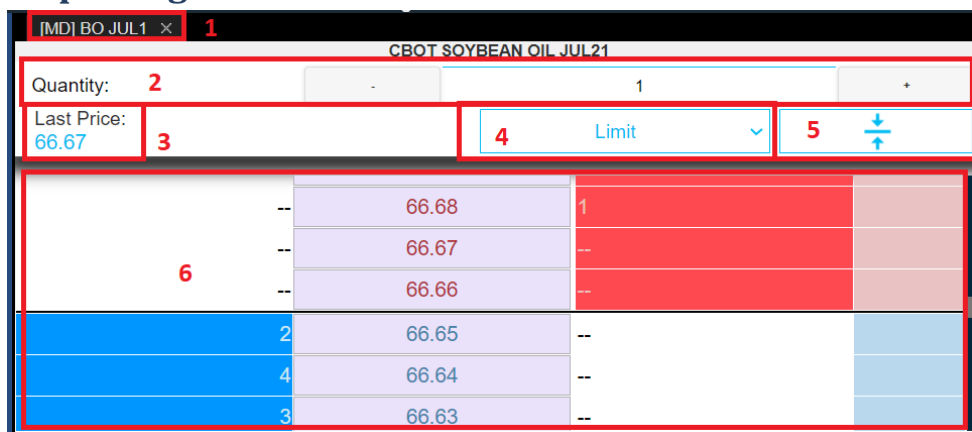 [MD] BO JUL1 × 1
CBOT SOYBEAN OIL JUL21
Quantity: 2 - 1 +
Last Price:
66.67 3 4 Limit 5
-- 66.68 1
-- 66.67 --
6
-- 66.66 --
2 66.65 --
4 66.64 --
3 66.63 --